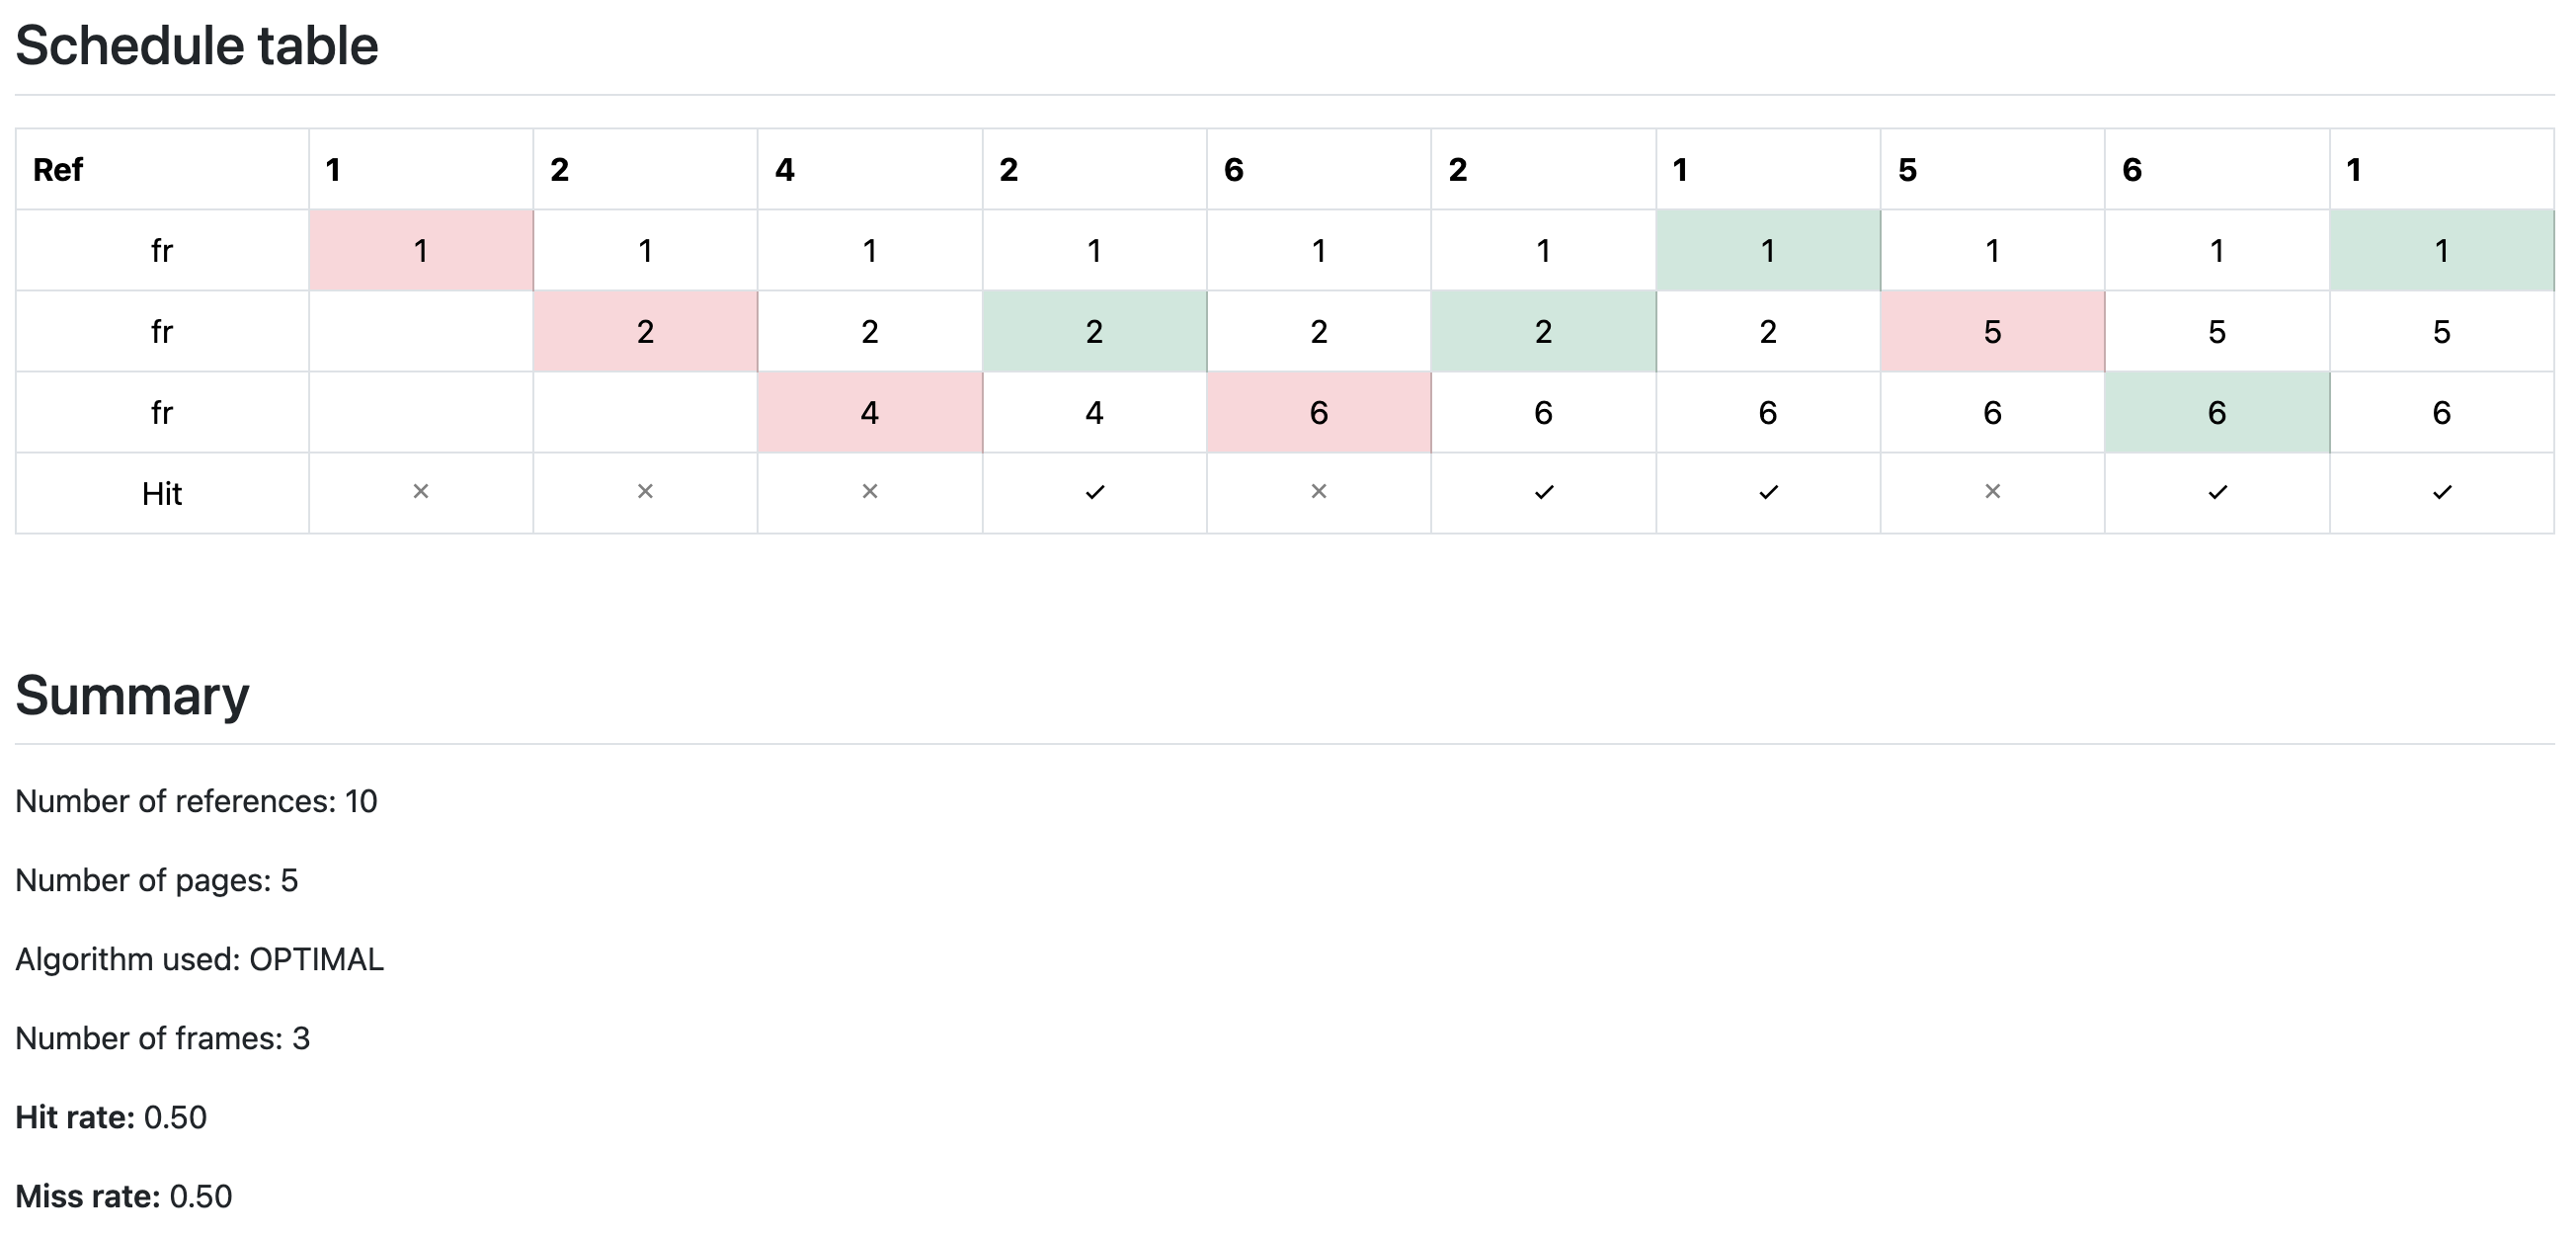 Schedule table
Ref 1 2 4 2 6 2 1 5 6 1
fr 1 1 1 1 1 1 1 1 1 1
fr 2 2 2 2 2 2 5 5 5
fr 4 4 6 6 6 6 6 6
Hit × × × ✓ × ✓ ✓ × ✓ ✓
Summary
Number of references: 10
Number of pages: 5
Algorithm used: OPTIMAL
Number of frames: 3
Hit rate: 0.50
Miss rate: 0.50